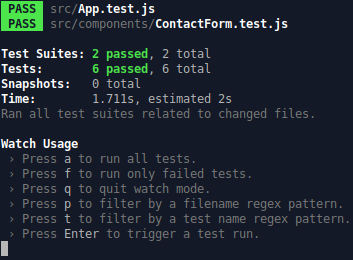 PASS src/App.test.js
PASS src/components/ContactForm.test.js
Test Suites: 2 passed, 2 total
Tests: 6 passed, 6 total
Snapshots: 0 total
Time: 1.711s, estimated 2s
Ran all test suites related to changed files.
Watch Usage
› Press a to run all tests.
› Press f to run only failed tests.
› Press q to quit watch mode.
› Press p to filter by a filename regex pattern.
› Press t to filter by a test name regex pattern.
› Press Enter to trigger a test run.